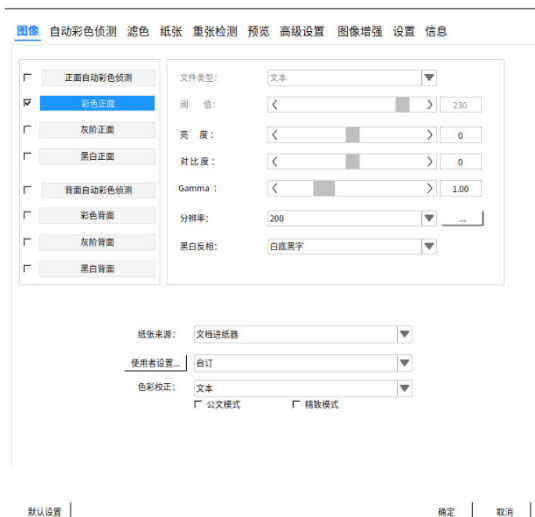 图像 自动彩色侦测 滤色 纸张 重张检测 预览 高级设置 图像增强 设置 信息
正面自动彩色侦测
彩色正面
灰阶正面
黑白正面
背面自动彩色侦测
彩色背面
灰阶背面
黑白背面
文件类型: 文本
阈 值: 230
亮 度: 0
对比度: 0
Gamma : 1.00
分辨率: 200 ...
黑白反相: 白底黑字
纸张来源: 文档进纸器
使用者设置... 自订
色彩校正: 文本
公文模式 精致模式
默认设置 确定 取消